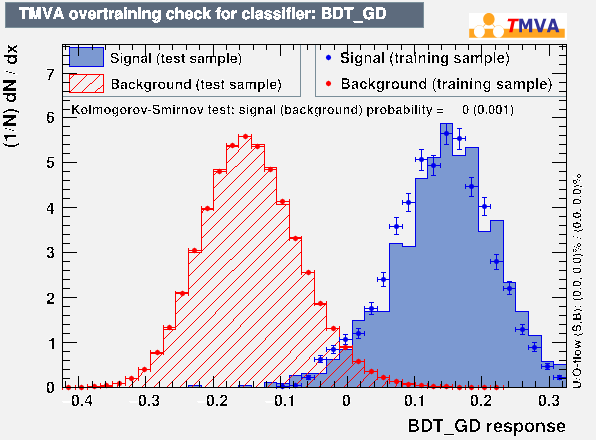 TMVA overtraining check for classifier: BDT_GD
TMVA
Signal (test sample)
Signal (training sample)
Background (test sample)
Background (training sample)
Kolmogorov-Smirnov test: signal (background) probability = 0 (0.001)
(1/N) dN / dx
7
6
5
4
3
2
1
0
-0.4
-0.3
-0.2
-0.1
0
0.1
0.2
0.3
BDT_GD response
U/O-flow (S,B): (0.0, 0.0)% / (0.0, 0.0)%